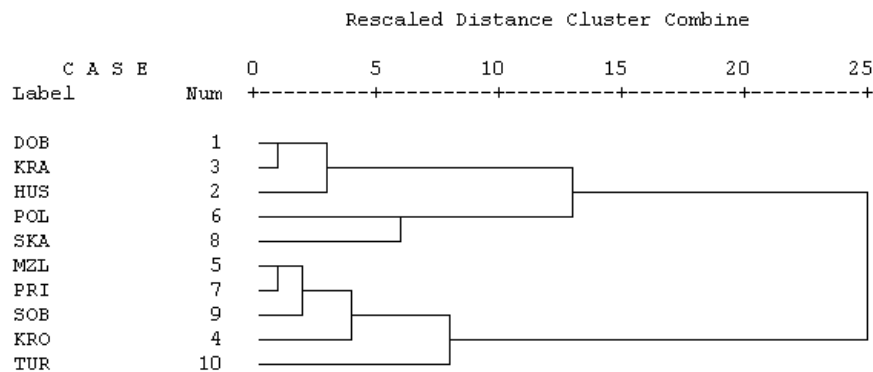 Rescaled Distance Cluster Combine
C A S E 0 5 10 15 20 25
Label Num +---------+---------+---------+---------+---------+
DOB 1
KRA 3
HUS 2
POL 6
SKA 8
MZL 5
PRI 7
SOB 9
KRO 4
TUR 10